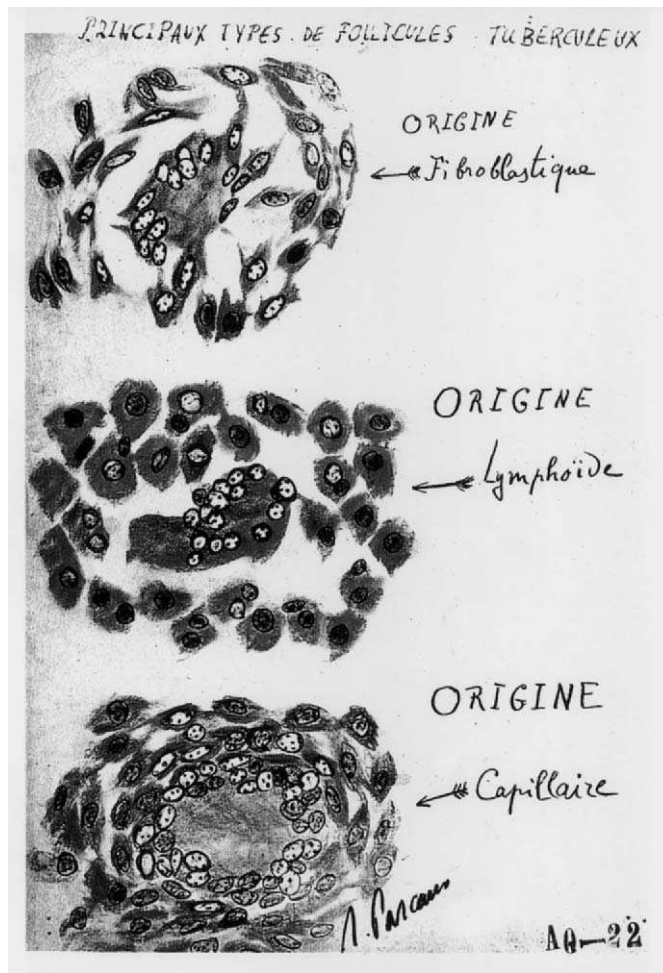 PRINCIPAUX TYPES. DE FOLLICULES. TUBERCULEUX
ORIGINE
Fibroblastique
ORIGINE
Lymphoïde
ORIGINE
Capillaire
AQ-22